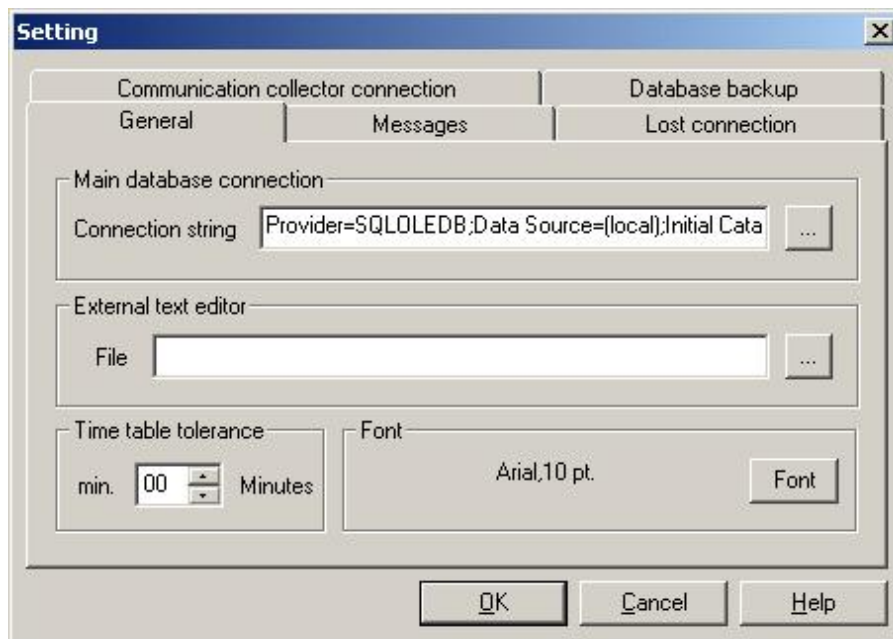 Setting
Communication collector connection Database backup
General Messages Lost connection
Main database connection
Connection string Provider=SQLOLEDB;Data Source=(local);Initial Cata ...
External text editor
File ...
Time table tolerance Font
min. 00 Minutes Arial,10 pt. Font
OK Cancel Help